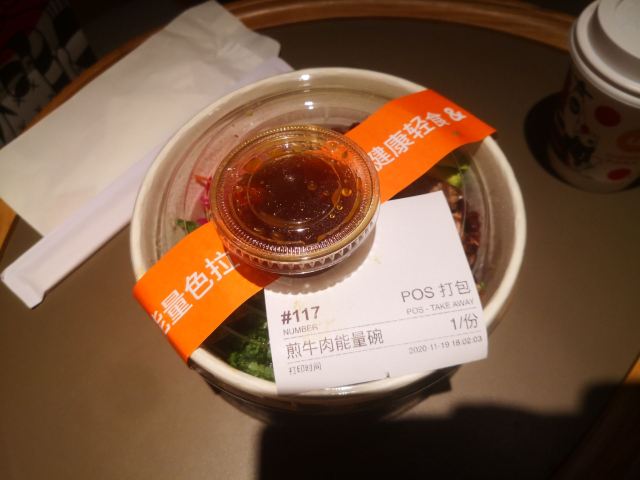 健康轻食&
能量色拉
#117
NUMBER
POS 打包
POS - TAKE AWAY
煎牛肉能量碗
1/份
打印时间
2020-11-19 18:02:03